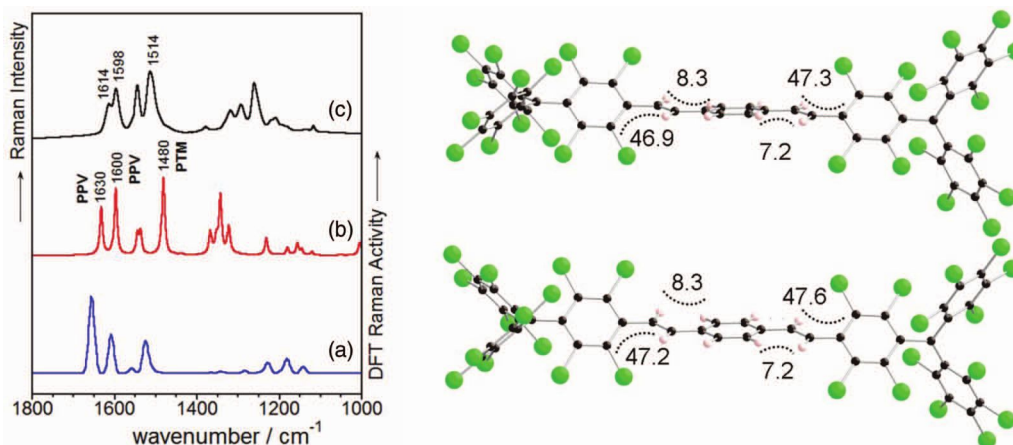 Raman Intensity
DFT Raman Activity
1614
1598
1514
(c)
PPV
1630
1600
PPV
1480
PTM
(b)
(a)
1800 1600 1400 1200 1000
wavenumber / cm⁻¹
8.3
47.3
46.9
7.2
8.3
47.6
47.2
7.2